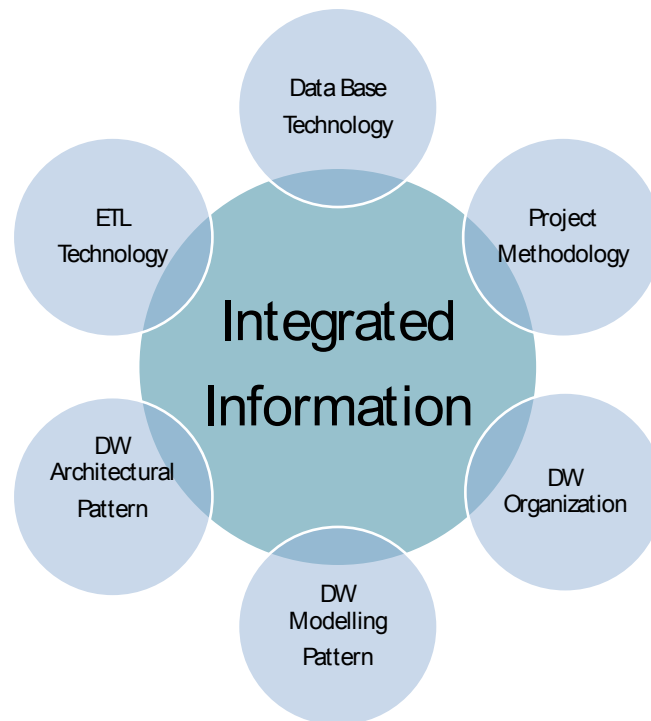 Data Base
Technology
ETL
Technology
Project
Methodology
Integrated
Information
DW
Architectural
Pattern
DW
Organization
DW
Modelling
Pattern